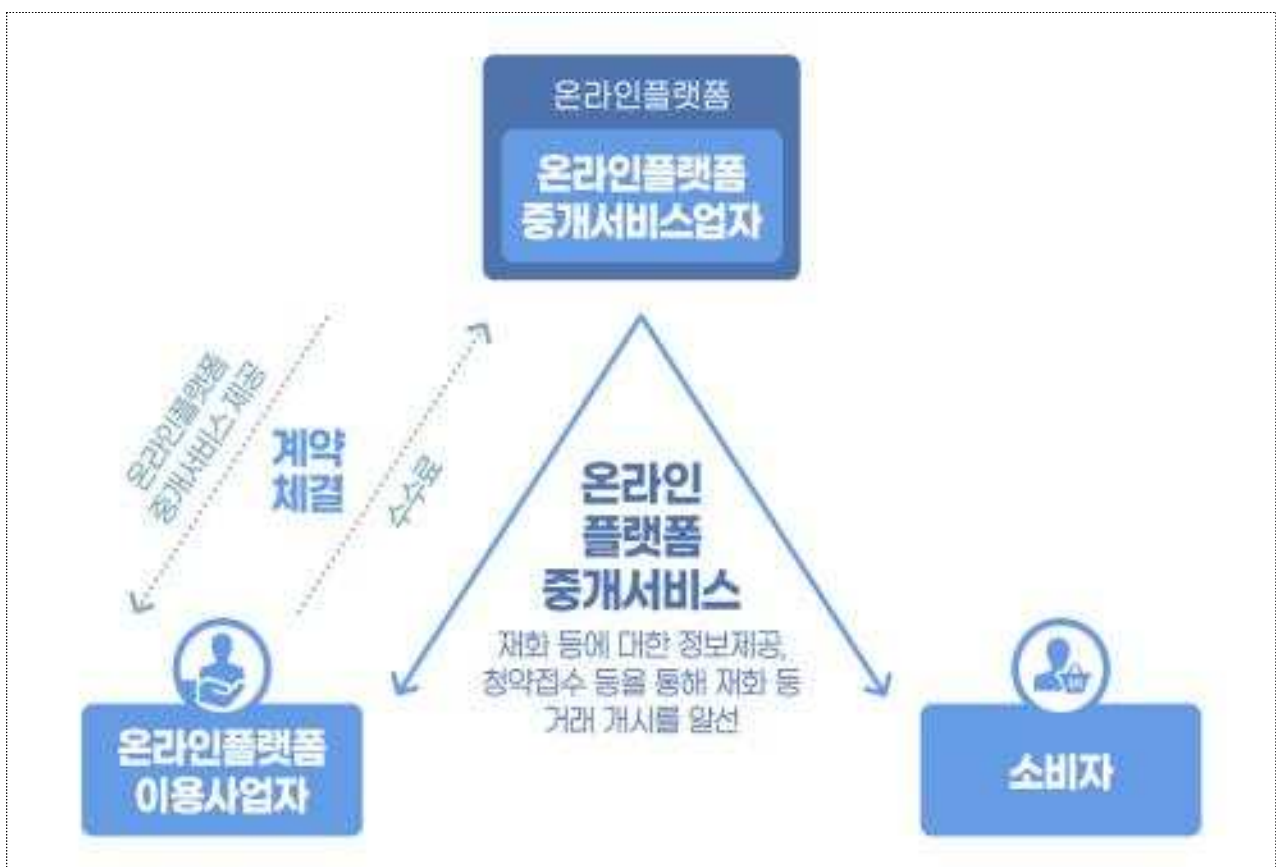 온라인플랫폼
온라인플랫폼
중개서비스업자
온라인플랫폼
중개서비스 제공
계약
체결
수수료
온라인
플랫폼
중개서비스
재화 등에 대한 정보제공,
청약접수 등을 통해 재화 등
거래 개시를 알선
온라인플랫폼
이용사업자
소비자